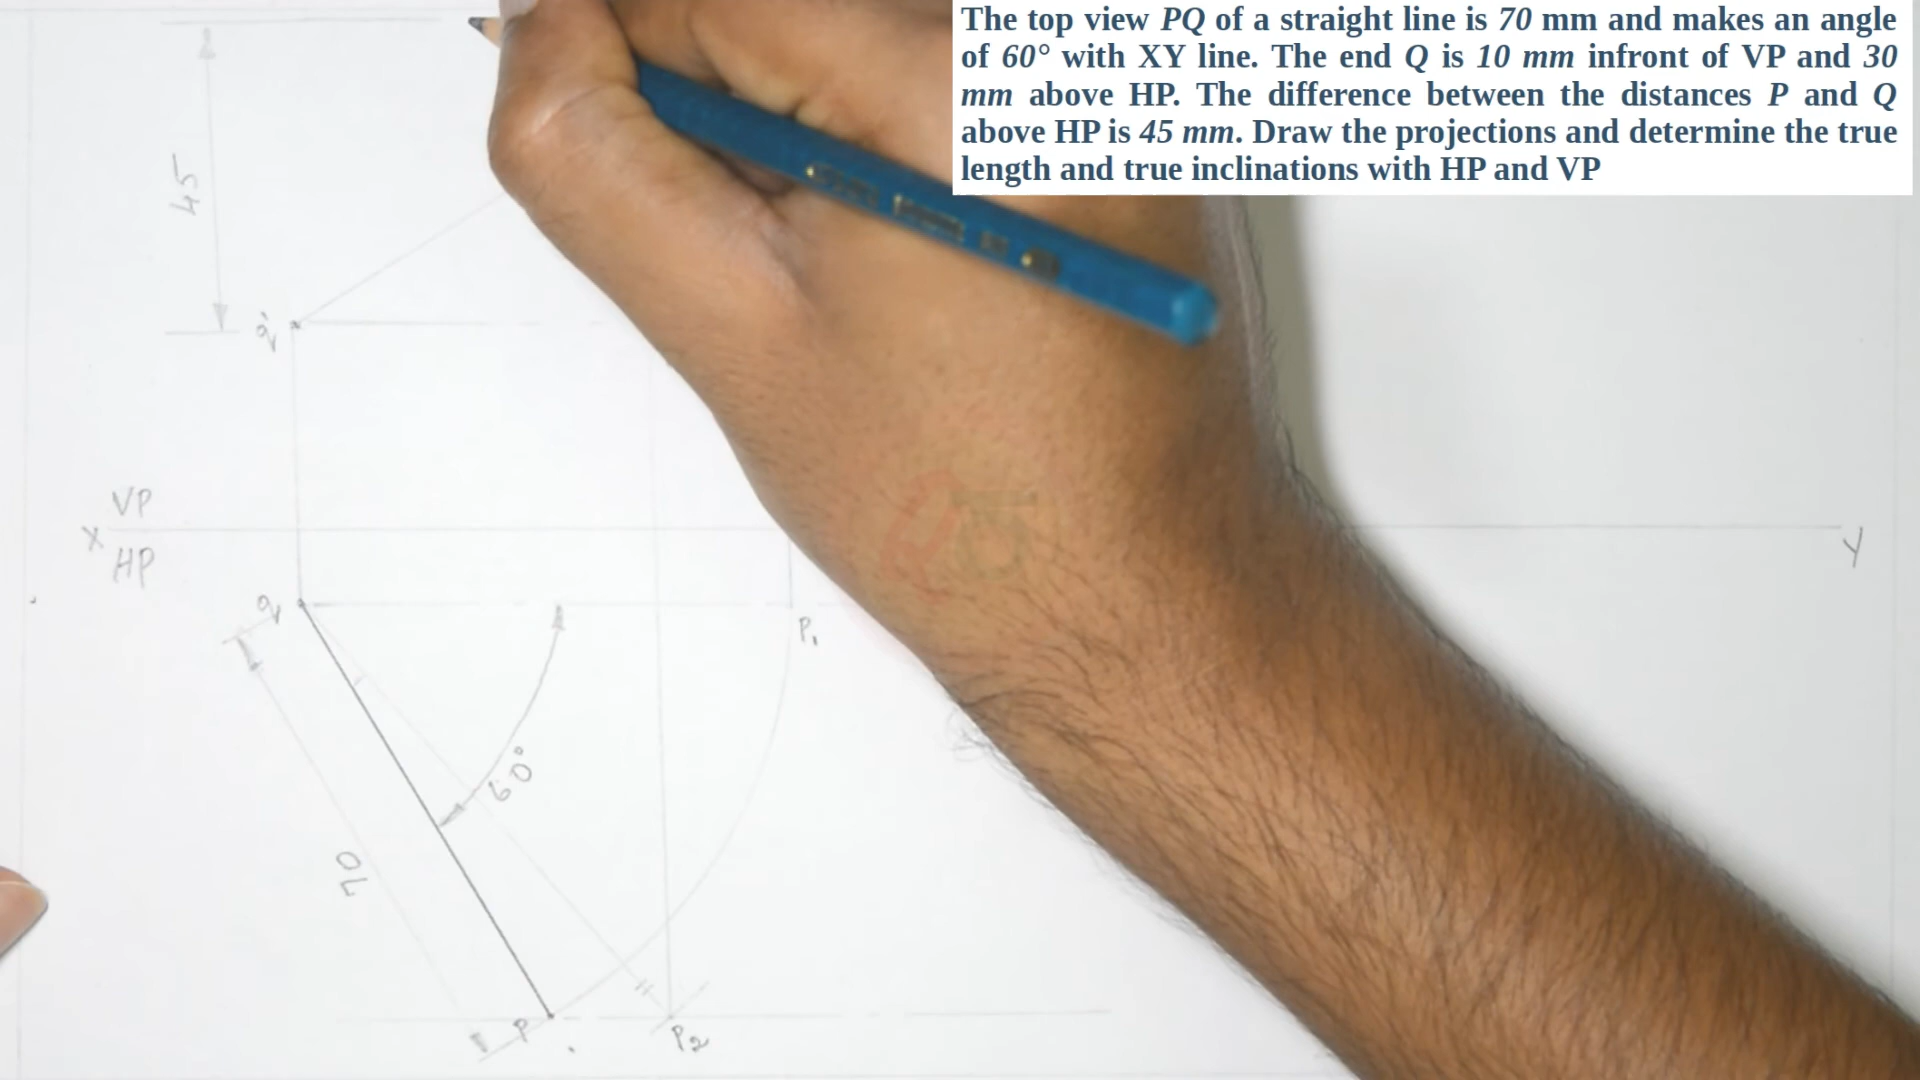 The top view PQ of a straight line is 70 mm and makes an angle
of 60° with XY line. The end Q is 10 mm infront of VP and 30
mm above HP. The difference between the distances P and Q
above HP is 45 mm. Draw the projections and determine the true
length and true inclinations with HP and VP
45
q'
VP
X
HP
Y
q
P₁
60°
70
P
P₂